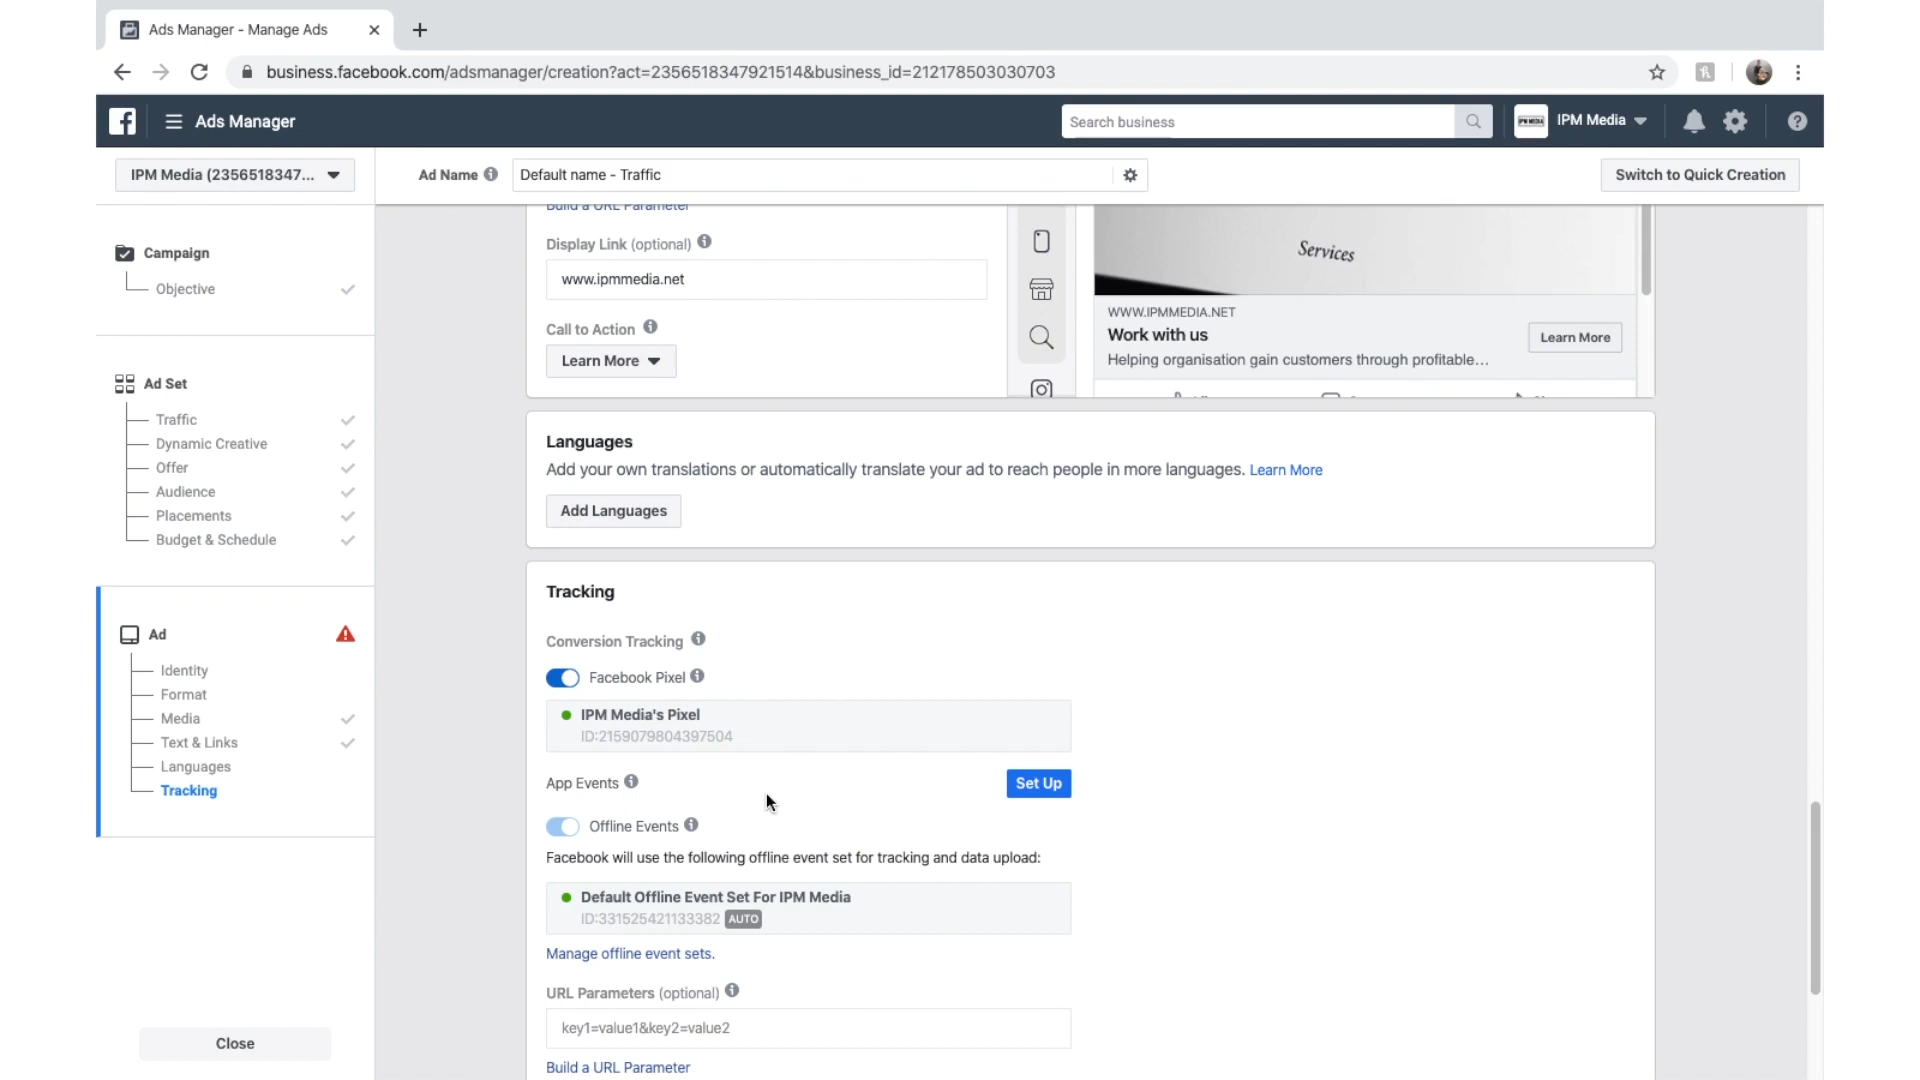 Ads Manager - Manage Ads
business.facebook.com/adsmanager/creation?act=2356518347921514&business_id=212178503030703
Ads Manager
Search business
IPM MEDIA
IPM Media
IPM Media (2356518347...
Ad Name
Default name - Traffic
Switch to Quick Creation
Campaign
Objective
Ad Set
Traffic
Dynamic Creative
Offer
Audience
Placements
Budget & Schedule
Ad
Identity
Format
Media
Text & Links
Languages
Tracking
Close
Build a URL Parameter
Display Link (optional)
www.ipmmedia.net
Call to Action
Learn More
Services
WWW.IPMMEDIA.NET
Work with us
Helping organisation gain customers through profitable...
Learn More
Languages
Add your own translations or automatically translate your ad to reach people in more languages. Learn More
Add Languages
Tracking
Conversion Tracking
Facebook Pixel
IPM Media's Pixel
ID:2159079804397504
App Events
Set Up
Offline Events
Facebook will use the following offline event set for tracking and data upload:
Default Offline Event Set For IPM Media
ID:331525421133382 AUTO
Manage offline event sets.
URL Parameters (optional)
key1=value1&key2=value2
Build a URL Parameter